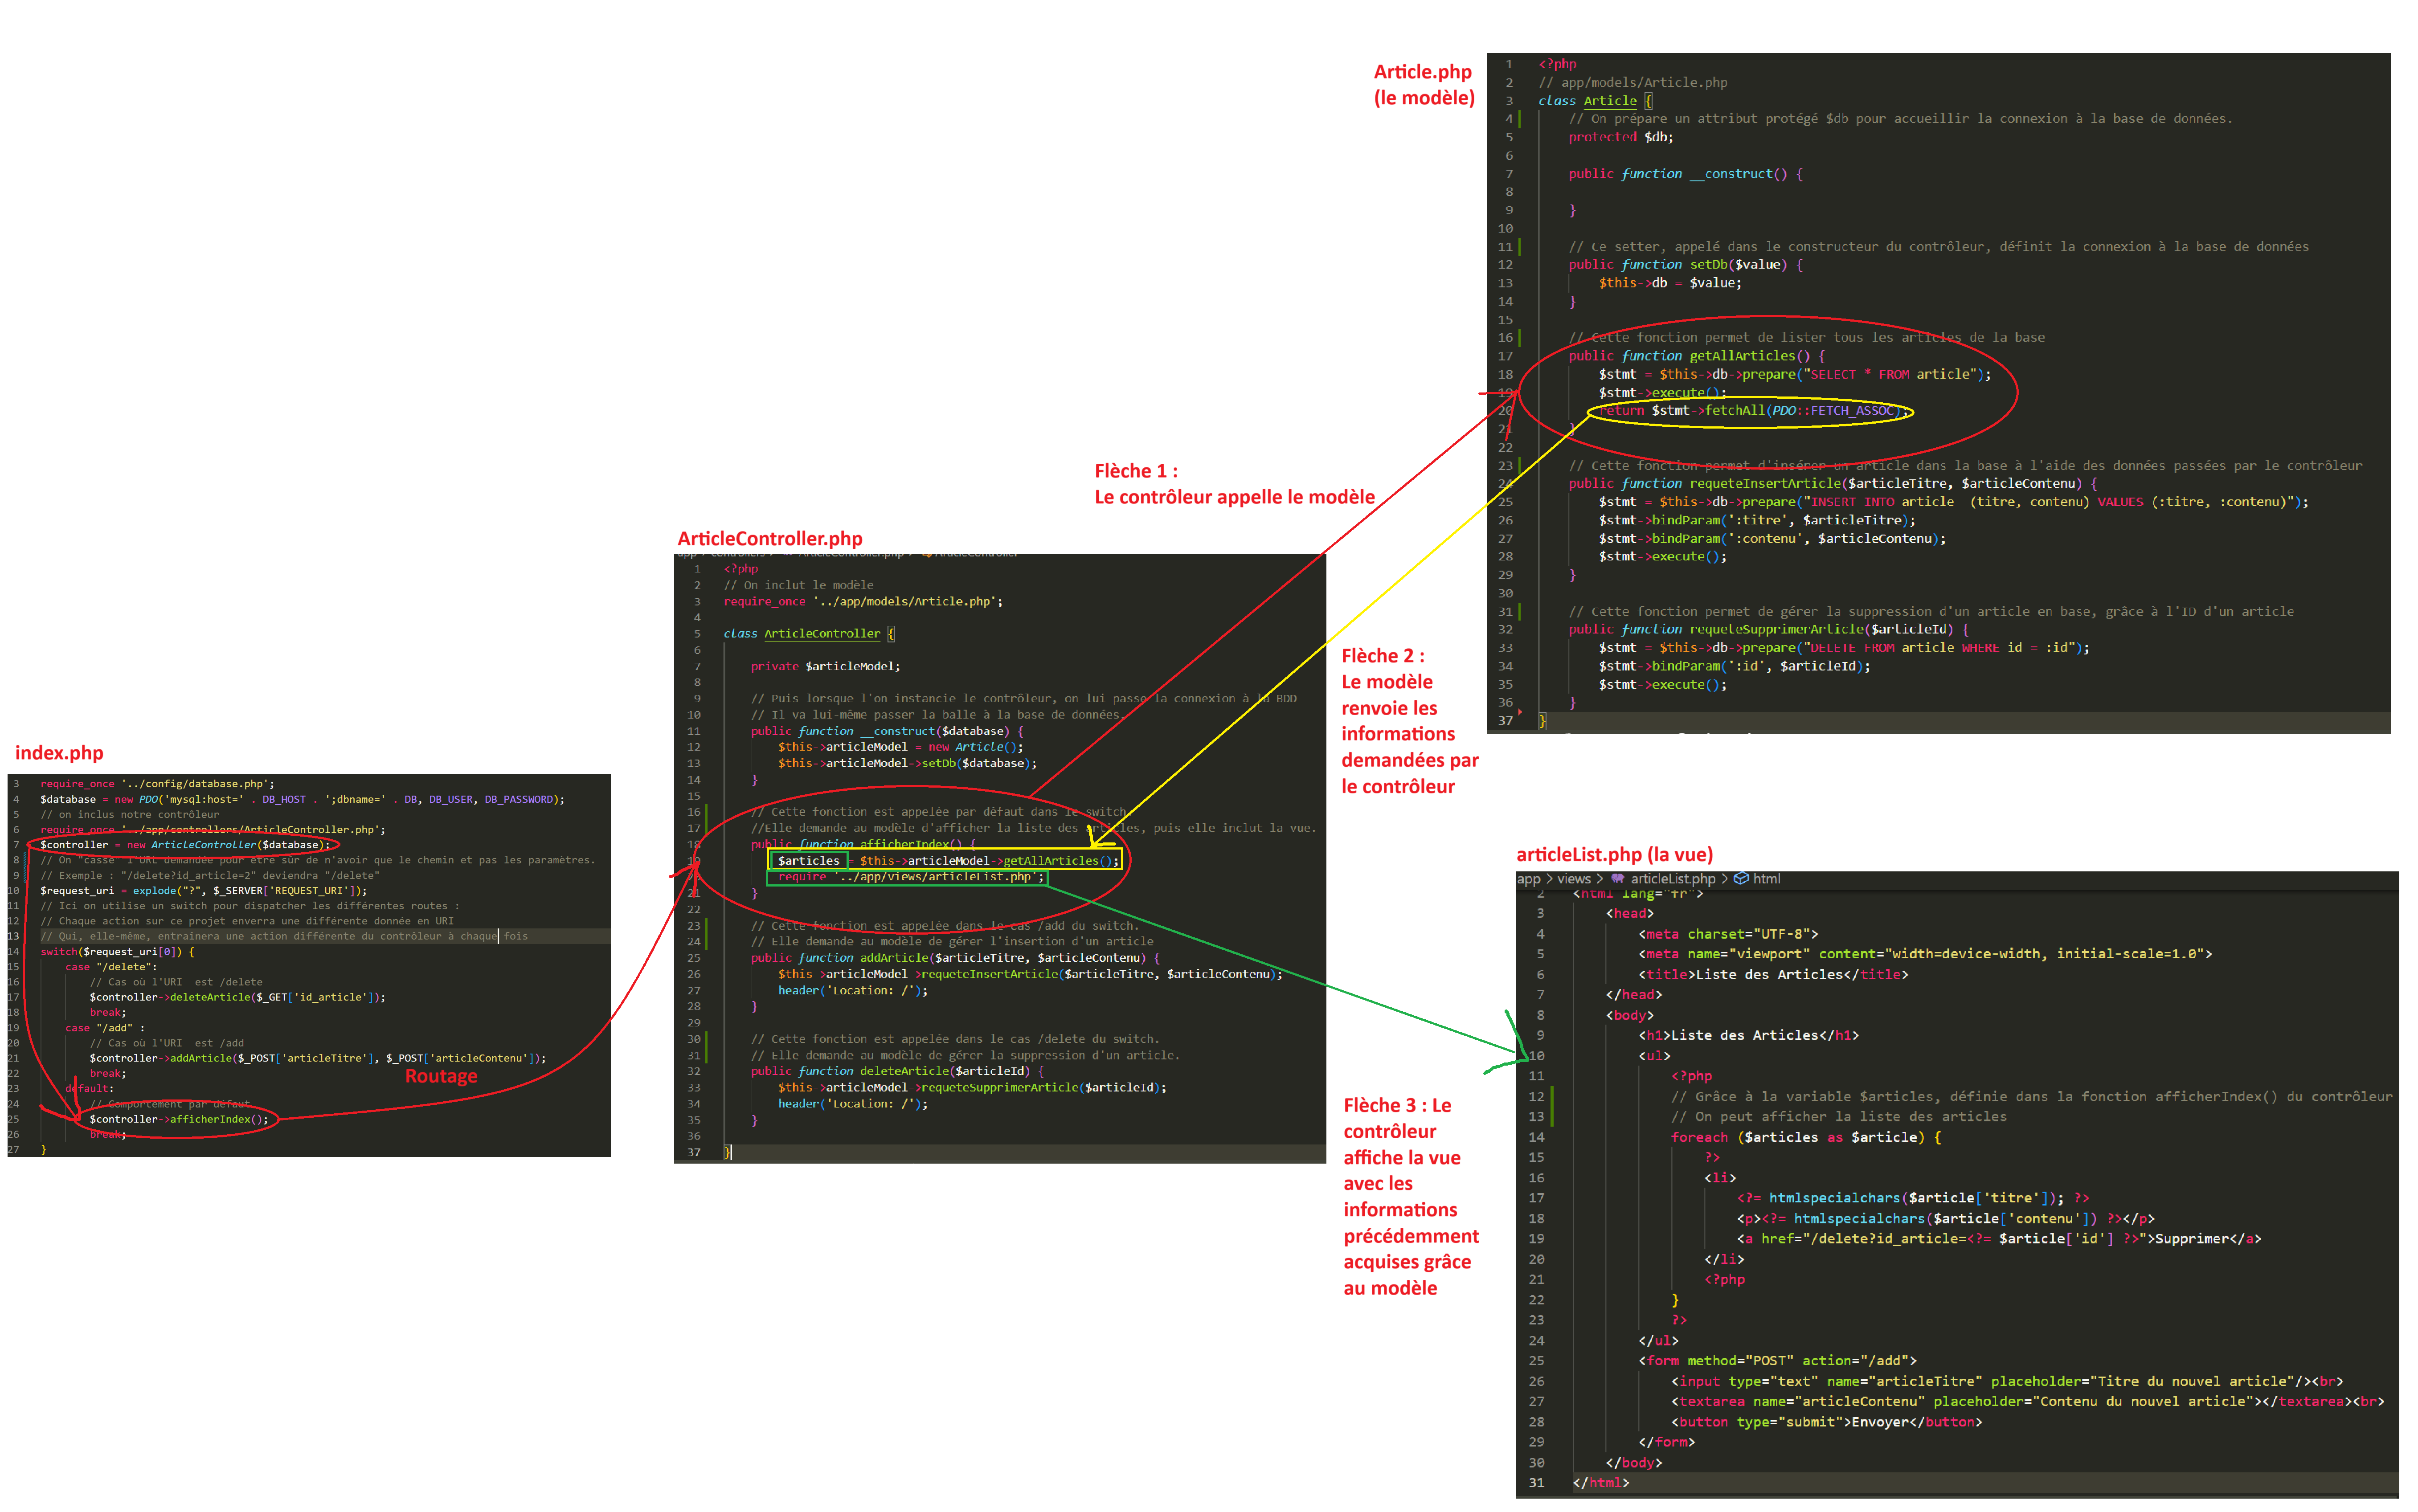 index.php
3 require_once '../config/database.php';
4 $database = new PDO('mysql:host=' . DB_HOST . ';dbname=' . DB, DB_USER, DB_PASSWORD);
5 // on inclus notre contrôleur
6 require_once '../app/controllers/ArticleController.php';
7 $controller = new ArticleController($database);
8 // On "casse" l'URL demandée pour être sûr de n'avoir que le chemin et pas les paramètres.
9 // Exemple : "/delete?id_article=2" deviendra "/delete"
10 $request_uri = explode("?", $_SERVER['REQUEST_URI']);
11 // Ici on utilise un switch pour dispatcher les différentes routes :
12 // Chaque action sur ce projet enverra une différente donnée en URI
13 // Qui, elle-même, entraînera une action différente du contrôleur à chaque fois
14 switch($request_uri[0]) {
15 case "/delete":
16 // Cas où l'URI  est /delete
17 $controller->deleteArticle($_GET['id_article']);
18 break;
19 case "/add" :
20 // Cas où l'URI  est /add
21 $controller->addArticle($_POST['articleTitre'], $_POST['articleContenu']);
22 break;
23 default:
24 // Comportement par défaut
25 $controller->afficherIndex();
26 break;
27 }
Routage
ArticleController.php
1 <?php
2 // On inclut le modèle
3 require_once '../app/models/Article.php';
4
5 class ArticleController {
6
7 private $articleModel;
8
9 // Puis lorsque l'on instancie le contrôleur, on lui passe la connexion à la BDD
10 // Il va lui-même passer la balle à la base de données.
11 public function __construct($database) {
12 $this->articleModel = new Article();
13 $this->articleModel->setDb($database);
14 }
15
16 // Cette fonction est appelée par défaut dans le switch.
17 //Elle demande au modèle d'afficher la liste des articles, puis elle inclut la vue.
18 public function afficherIndex() {
19 $articles = $this->articleModel->getAllArticles();
20 require '../app/views/articleList.php';
21 }
22
23 // Cette fonction est appelée dans le cas /add du switch.
24 // Elle demande au modèle de gérer l'insertion d'un article
25 public function addArticle($articleTitre, $articleContenu) {
26 $this->articleModel->requeteInsertArticle($articleTitre, $articleContenu);
27 header('Location: /');
28 }
29
30 // Cette fonction est appelée dans le cas /delete du switch.
31 // Elle demande au modèle de gérer la suppression d'un article.
32 public function deleteArticle($articleId) {
33 $this->articleModel->requeteSupprimerArticle($articleId);
34 header('Location: /');
35 }
36
37 }
Flèche 1 :
Le contrôleur appelle le modèle
Article.php
(le modèle)
1 <?php
2 // app/models/Article.php
3 class Article {
4 // On prépare un attribut protégé $db pour accueillir la connexion à la base de données.
5 protected $db;
6
7 public function __construct() {
8
9 }
10
11 // Ce setter, appelé dans le constructeur du contrôleur, définit la connexion à la base de données
12 public function setDb($value) {
13 $this->db = $value;
14 }
15
16 // Cette fonction permet de lister tous les articles de la base
17 public function getAllArticles() {
18 $stmt = $this->db->prepare("SELECT * FROM article");
19 $stmt->execute();
20 return $stmt->fetchAll(PDO::FETCH_ASSOC);
21 }
22
23 // Cette fonction permet d'insérer un article dans la base à l'aide des données passées par le contrôleur
24 public function requeteInsertArticle($articleTitre, $articleContenu) {
25 $stmt = $this->db->prepare("INSERT INTO article  (titre, contenu) VALUES (:titre, :contenu)");
26 $stmt->bindParam(':titre', $articleTitre);
27 $stmt->bindParam(':contenu', $articleContenu);
28 $stmt->execute();
29 }
30
31 // Cette fonction permet de gérer la suppression d'un article en base, grâce à l'ID d'un article
32 public function requeteSupprimerArticle($articleId) {
33 $stmt = $this->db->prepare("DELETE FROM article WHERE id = :id");
34 $stmt->bindParam(':id', $articleId);
35 $stmt->execute();
36 }
37 }
Flèche 2 :
Le modèle
renvoie les
informations
demandées par
le contrôleur
articleList.php (la vue)
app > views > articleList.php > html
2 <html lang="fr">
3 <head>
4 <meta charset="UTF-8">
5 <meta name="viewport" content="width=device-width, initial-scale=1.0">
6 <title>Liste des Articles</title>
7 </head>
8 <body>
9 <h1>Liste des Articles</h1>
10 <ul>
11 <?php
12 // Grâce à la variable $articles, définie dans la fonction afficherIndex() du contrôleur
13 // On peut afficher la liste des articles
14 foreach ($articles as $article) {
15 ?>
16 <li>
17 <?= htmlspecialchars($article['titre']); ?>
18 <p><?= htmlspecialchars($article['contenu']) ?></p>
19 <a href="/delete?id_article=<?= $article['id'] ?>">Supprimer</a>
20 </li>
21 <?php
22 }
23 ?>
24 </ul>
25 <form method="POST" action="/add">
26 <input type="text" name="articleTitre" placeholder="Titre du nouvel article"/><br>
27 <textarea name="articleContenu" placeholder="Contenu du nouvel article"></textarea><br>
28 <button type="submit">Envoyer</button>
29 </form>
30 </body>
31 </html>
Flèche 3 : Le
contrôleur
affiche la vue
avec les
informations
précédemment
acquises grâce
au modèle